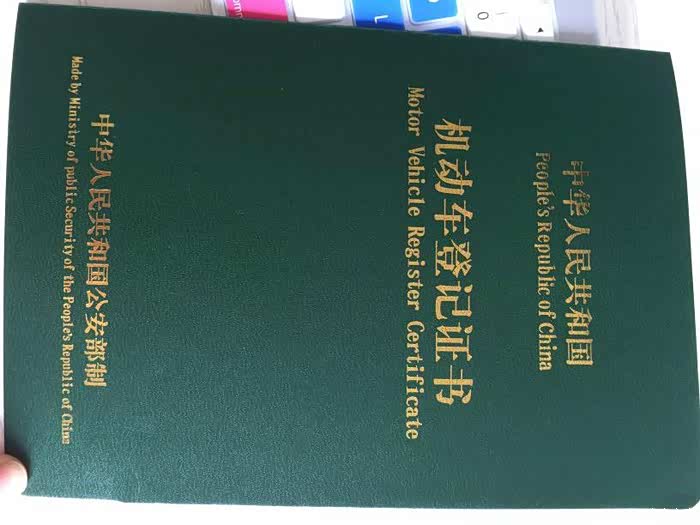 中华人民共和国
People's Republic of China
机动车登记证书
Motor Vehicle Register Certificate
中华人民共和国公安部制
Made by Ministry of public Security of the People's Republic of China